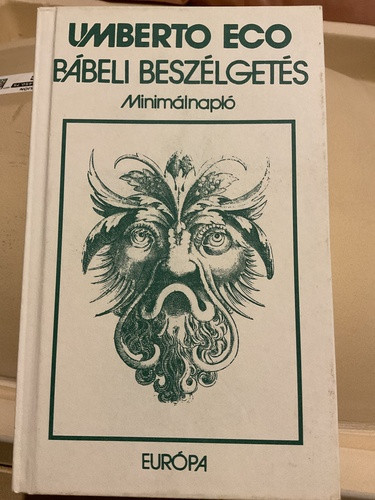 UMBERTO ECO
BÁBELI BESZÉLGETÉS
Minimálnapló
EURÓPA